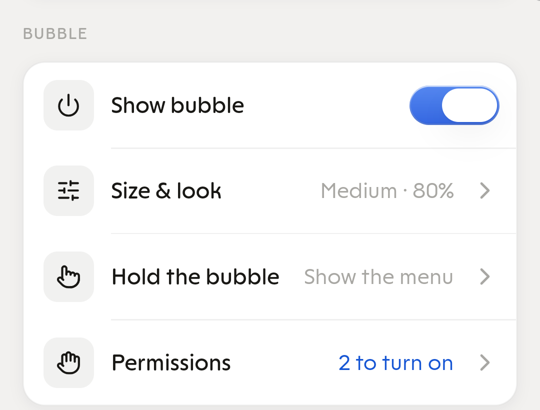 BUBBLE
Show bubble
Size & look Medium · 80%
Hold the bubble Show the menu
Permissions 2 to turn on